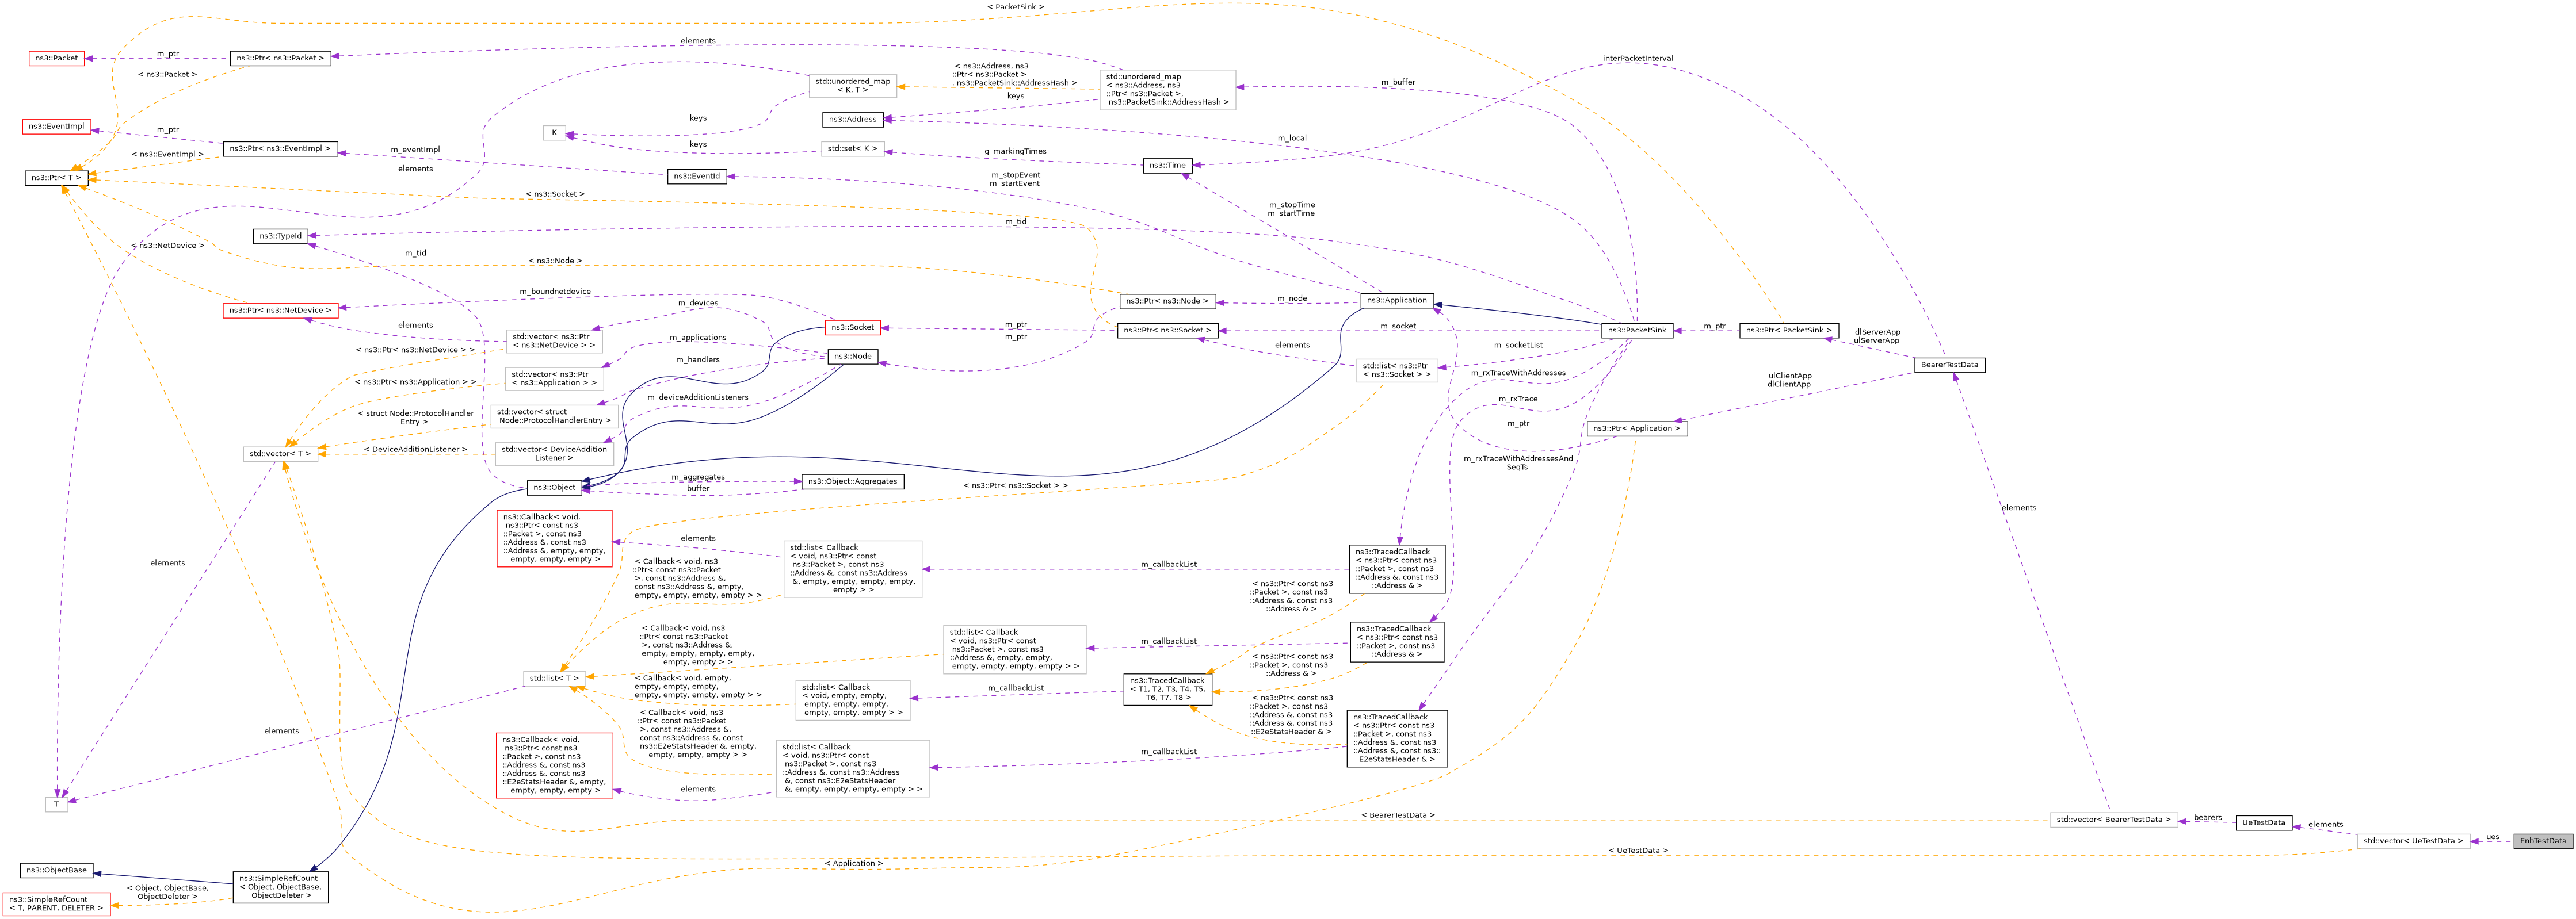 < PacketSink >
elements
ns3::Packet
m_ptr
ns3::Ptr< ns3::Packet >
interPacketInterval
< ns3::Packet >
std::unordered_map
< K, T >
< ns3::Address, ns3
::Ptr< ns3::Packet >
, ns3::PacketSink::AddressHash >
keys
std::unordered_map
< ns3::Address, ns3
::Ptr< ns3::Packet >,
ns3::PacketSink::AddressHash >
m_buffer
ns3::EventImpl
m_ptr
K
keys
ns3::Address
m_local
ns3::Ptr< ns3::EventImpl >
< ns3::EventImpl >
m_eventImpl
elements
keys
std::set< K >
g_markingTimes
ns3::Time
ns3::Ptr< T >
ns3::EventId
m_stopEvent
m_startEvent
< ns3::Socket >
m_stopTime
m_startTime
m_tid
ns3::TypeId
< ns3::NetDevice >
m_tid
< ns3::Node >
m_boundnetdevice
m_devices
ns3::Ptr< ns3::NetDevice >
ns3::Ptr< ns3::Node >
m_node
ns3::Application
elements
std::vector< ns3::Ptr
< ns3::NetDevice > >
ns3::Socket
m_ptr
m_ptr
ns3::Ptr< ns3::Socket >
m_socket
ns3::PacketSink
m_ptr
ns3::Ptr< PacketSink >
dlServerApp
ulServerApp
m_applications
< ns3::Ptr< ns3::NetDevice > >
m_handlers
ns3::Node
elements
m_socketList
std::list< ns3::Ptr
< ns3::Socket > >
BearerTestData
std::vector< ns3::Ptr
< ns3::Application > >
< ns3::Ptr< ns3::Application > >
m_rxTraceWithAddresses
ulClientApp
dlClientApp
m_deviceAdditionListeners
m_rxTrace
std::vector< struct
Node::ProtocolHandlerEntry >
< struct Node::ProtocolHandler
Entry >
m_ptr
ns3::Ptr< Application >
std::vector< T >
< DeviceAdditionListener >
std::vector< DeviceAddition
Listener >
m_rxTraceWithAddressesAnd
SeqTs
ns3::Object
m_aggregates
buffer
ns3::Object::Aggregates
< ns3::Ptr< ns3::Socket > >
elements
ns3::Callback< void,
ns3::Ptr< const ns3
::Packet >, const ns3
::Address &, const ns3
::Address &, empty, empty,
empty, empty, empty >
elements
std::list< Callback
< void, ns3::Ptr< const
ns3::Packet >, const ns3
::Address &, const ns3::Address
&, empty, empty, empty, empty,
empty > >
m_callbackList
ns3::TracedCallback
< ns3::Ptr< const ns3
::Packet >, const ns3
::Address &, const ns3
::Address & >
elements
< Callback< void, ns3
::Ptr< const ns3::Packet
>, const ns3::Address &,
const ns3::Address &, empty,
empty, empty, empty, empty > >
< ns3::Ptr< const ns3
::Packet >, const ns3
::Address &, const ns3
::Address & >
< Callback< void, ns3
::Ptr< const ns3::Packet
>, const ns3::Address &,
empty, empty, empty, empty,
empty, empty > >
std::list< Callback
< void, ns3::Ptr< const
ns3::Packet >, const ns3
::Address &, empty, empty,
empty, empty, empty, empty > >
m_callbackList
ns3::TracedCallback
< ns3::Ptr< const ns3
::Packet >, const ns3
::Address & >
< ns3::Ptr< const ns3
::Packet >, const ns3
::Address & >
std::list< T >
< Callback< void, empty,
empty, empty, empty,
empty, empty, empty, empty > >
std::list< Callback
< void, empty, empty,
empty, empty, empty,
empty, empty, empty > >
m_callbackList
ns3::TracedCallback
< T1, T2, T3, T4, T5,
T6, T7, T8 >
< ns3::Ptr< const ns3
::Packet >, const ns3
::Address &, const ns3
::Address &, const ns3
::E2eStatsHeader & >
elements
< Callback< void, ns3
::Ptr< const ns3::Packet
>, const ns3::Address &,
const ns3::Address &, const
ns3::E2eStatsHeader &, empty,
empty, empty, empty > >
ns3::TracedCallback
< ns3::Ptr< const ns3
::Packet >, const ns3
::Address &, const ns3
::Address &, const ns3::
E2eStatsHeader & >
m_callbackList
ns3::Callback< void,
ns3::Ptr< const ns3
::Packet >, const ns3
::Address &, const ns3
::Address &, const ns3
::E2eStatsHeader &, empty,
empty, empty, empty >
elements
std::list< Callback
< void, ns3::Ptr< const
ns3::Packet >, const ns3
::Address &, const ns3::Address
&, const ns3::E2eStatsHeader
&, empty, empty, empty, empty > >
T
< BearerTestData >
std::vector< BearerTestData >
bearers
UeTestData
elements
std::vector< UeTestData >
ues
EnbTestData
< UeTestData >
< Application >
ns3::ObjectBase
ns3::SimpleRefCount
< Object, ObjectBase,
ObjectDeleter >
< Object, ObjectBase,
ObjectDeleter >
ns3::SimpleRefCount
< T, PARENT, DELETER >